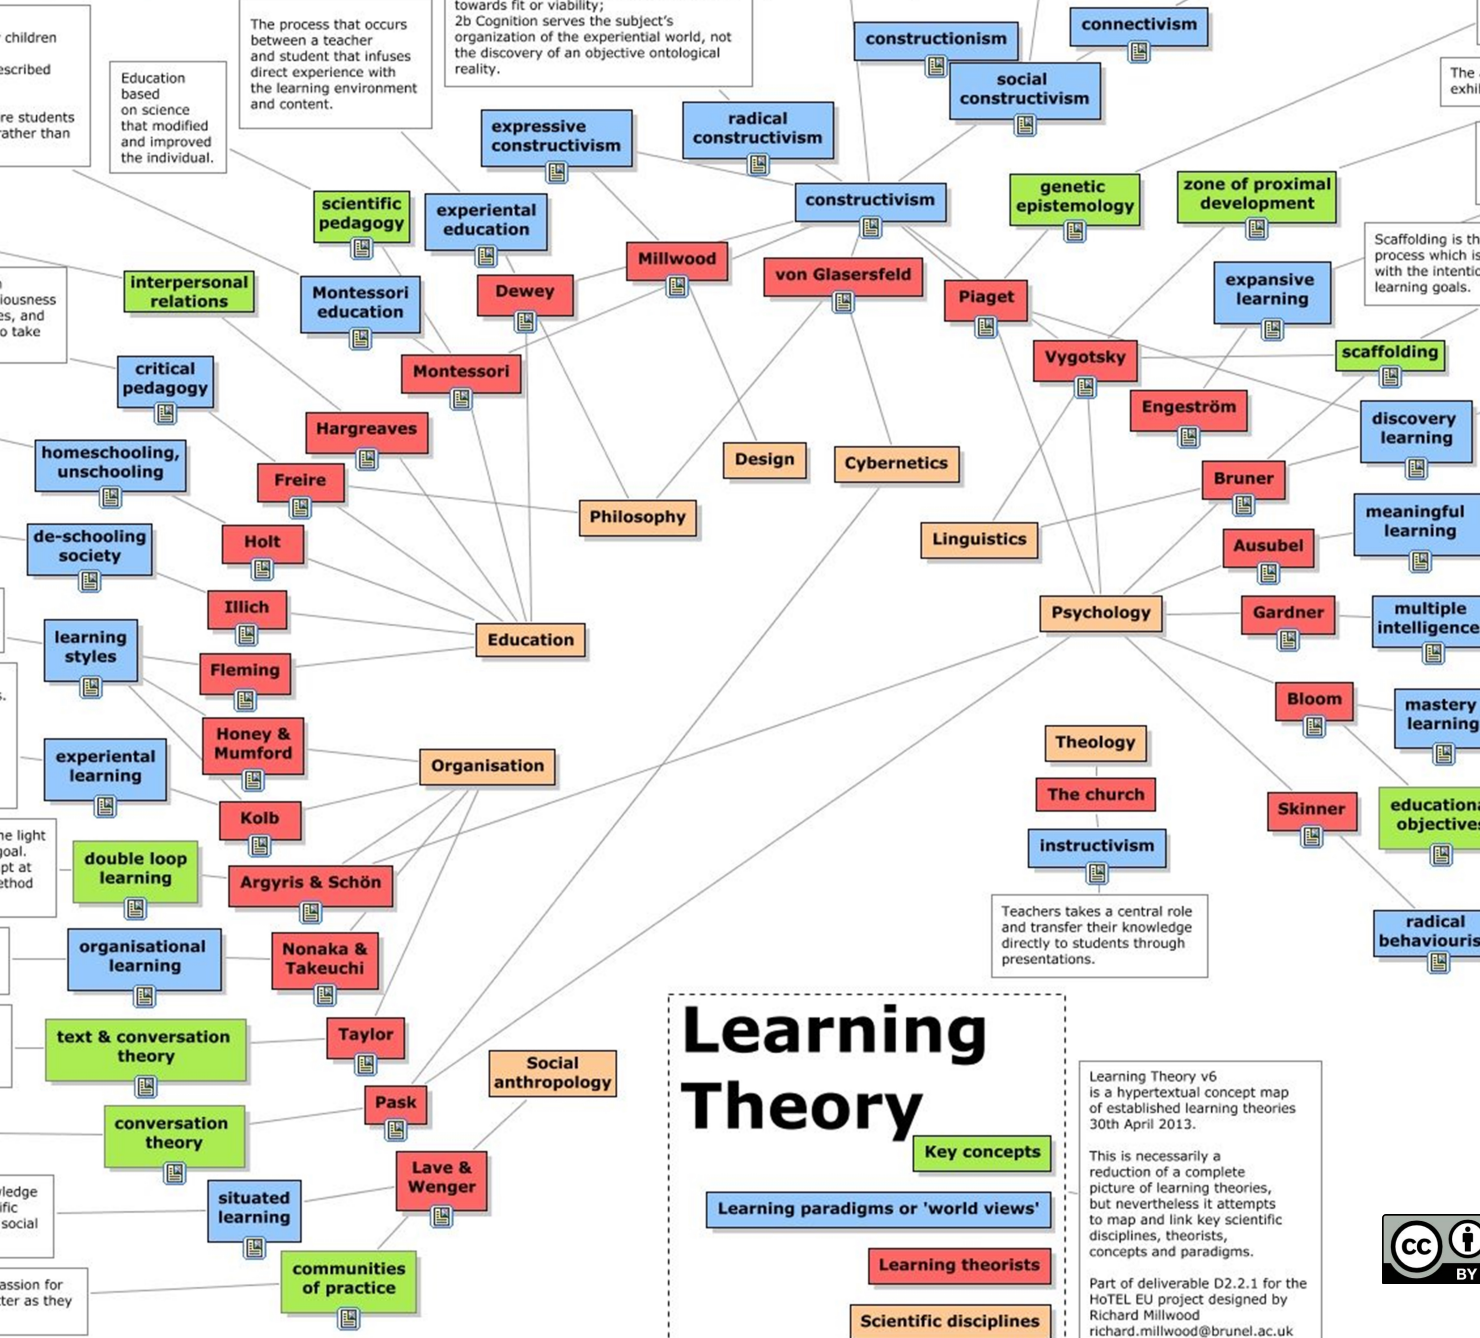 children
escribed
re students
rather than
Education
based
on science
that modified
and improved
the individual.
The process that occurs
between a teacher
and student that infuses
direct experience with
the learning environment
and content.
towards fit or viability;
2b Cognition serves the subject's
organization of the experiential world, not
the discovery of an objective ontological
reality.
constructionism
connectivism
social
constructivism
The
exhi
expressive
constructivism
radical
constructivism
scientific
pedagogy
experiential
education
constructivism
genetic
epistemology
zone of proximal
development
Scaffolding is th
process which is
with the intentio
learning goals.
interpersonal
relations
iousness
es, and
o take
Montessori
education
Dewey
Millwood
von Glasersfeld
Piaget
expansive
learning
critical
pedagogy
Montessori
Vygotsky
scaffolding
Hargreaves
Engeström
discovery
learning
homeschooling,
unschooling
Freire
Design
Cybernetics
Bruner
de-schooling
society
Holt
Philosophy
Linguistics
Ausubel
meaningful
learning
Illich
Education
Psychology
Gardner
multiple
intelligence
learning
styles
Fleming
s.
Honey &
Mumford
Organisation
Bloom
mastery
learning
experiential
learning
Kolb
Theology
The church
instructivism
Teachers takes a central role
and transfer their knowledge
directly to students through
presentations.
Skinner
educationa
objectives
he light
goal.
pt at
ethod
double loop
learning
Argyris & Schön
radical
behaviouris
organisational
learning
Nonaka &
Takeuchi
text & conversation
theory
Taylor
conversation
theory
Pask
Social
anthropology
ledge
ific
social
situated
learning
Lave &
Wenger
assion for
ter as they
communities
of practice
Learning
Theory
Key concepts
Learning paradigms or 'world views'
Learning theorists
Scientific disciplines
Learning Theory v6
is a hypertextual concept map
of established learning theories
30th April 2013.
This is necessarily a
reduction of a complete
picture of learning theories,
but nevertheless it attempts
to map and link key scientific
disciplines, theorists,
concepts and paradigms.
Part of deliverable D2.2.1 for the
HoTEL EU project designed by
Richard Millwood
richard.millwood@brunel.ac.uk
cc
BY